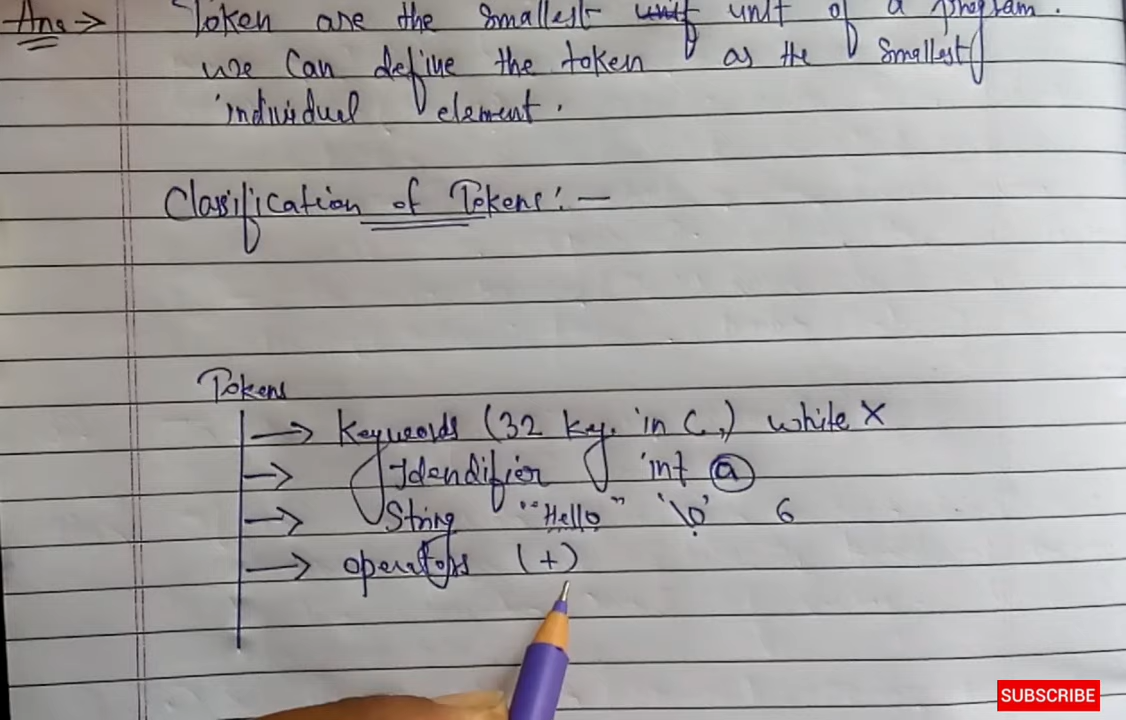 Ans → Token are the smallest unit unit of a program.
we can define the token as the smallest
individual element.
Classification of Tokens:-
Tokens
→ Keywords (32 key. in C,) while x
→ Idendifier int a
→ String "Hello" '\0' 6
→ operators (+)
SUBSCRIBE